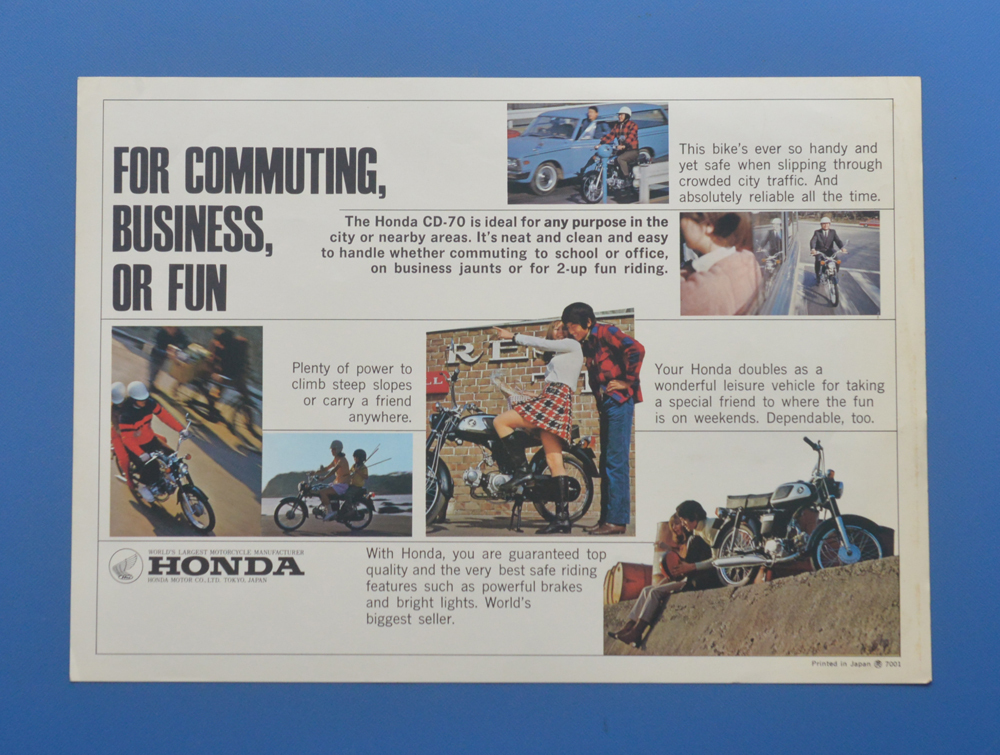 FOR COMMUTING,
BUSINESS,
OR FUN
This bike's ever so handy and
yet safe when slipping through
crowded city traffic. And
absolutely reliable all the time.
The Honda CD-70 is ideal for any purpose in the
city or nearby areas. It's neat and clean and easy
to handle whether commuting to school or office,
on business jaunts or for 2-up fun riding.
Plenty of power to
climb steep slopes
or carry a friend
anywhere.
Your Honda doubles as a
wonderful leisure vehicle for taking
a special friend to where the fun
is on weekends. Dependable, too.
WORLD'S LARGEST MOTORCYCLE MANUFACTURER
HONDA
HONDA MOTOR CO., LTD. TOKYO, JAPAN
With Honda, you are guaranteed top
quality and the very best safe riding
features such as powerful brakes
and bright lights. World's
biggest seller.
Printed in Japan 7001